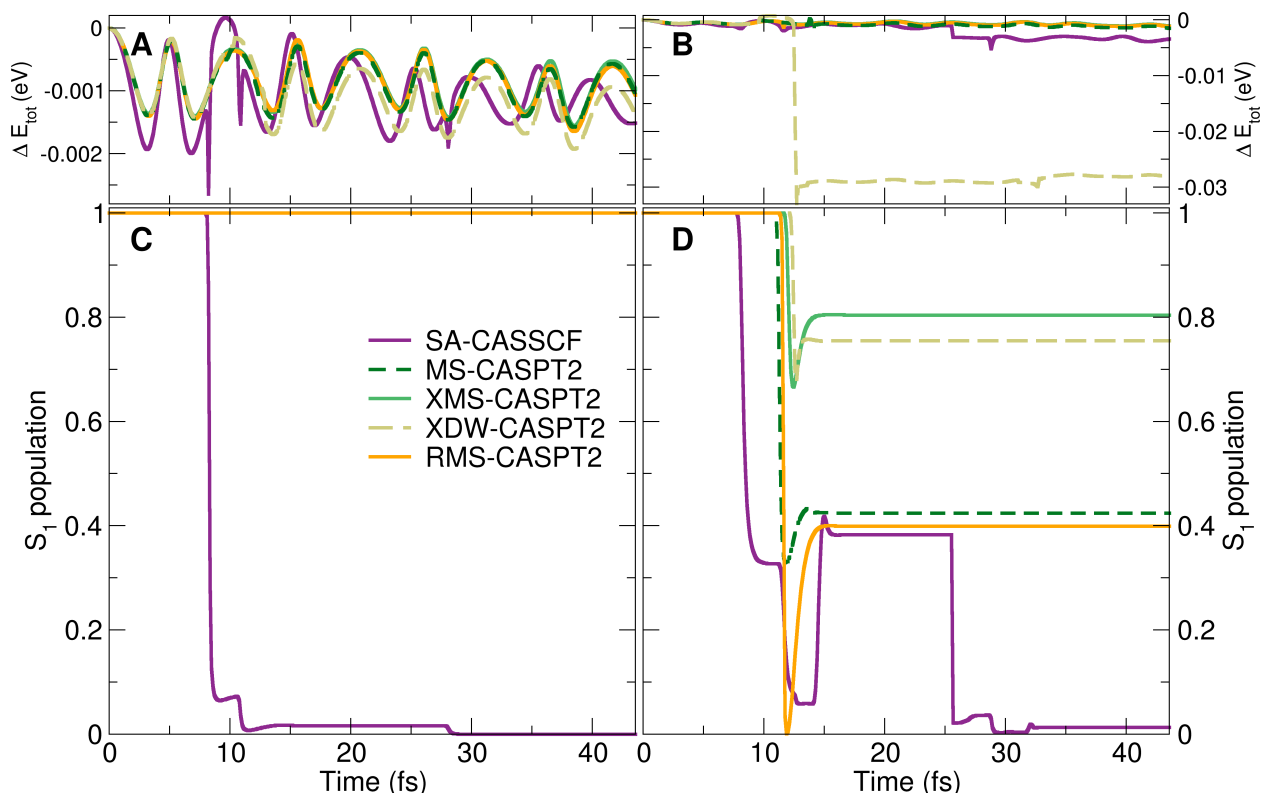 A
B
0
-0.001
-0.002
Δ E_tot (eV)
0
-0.01
-0.02
-0.03
Δ E_tot (eV)
C
D
1
0.8
0.6
0.4
0.2
0
S_1 population
SA-CASSCF
MS-CASPT2
XMS-CASPT2
XDW-CASPT2
RMS-CASPT2
1
0.8
0.6
0.4
0.2
0
S_1 population
0 10 20 30 40
Time (fs)
0 10 20 30 40
Time (fs)